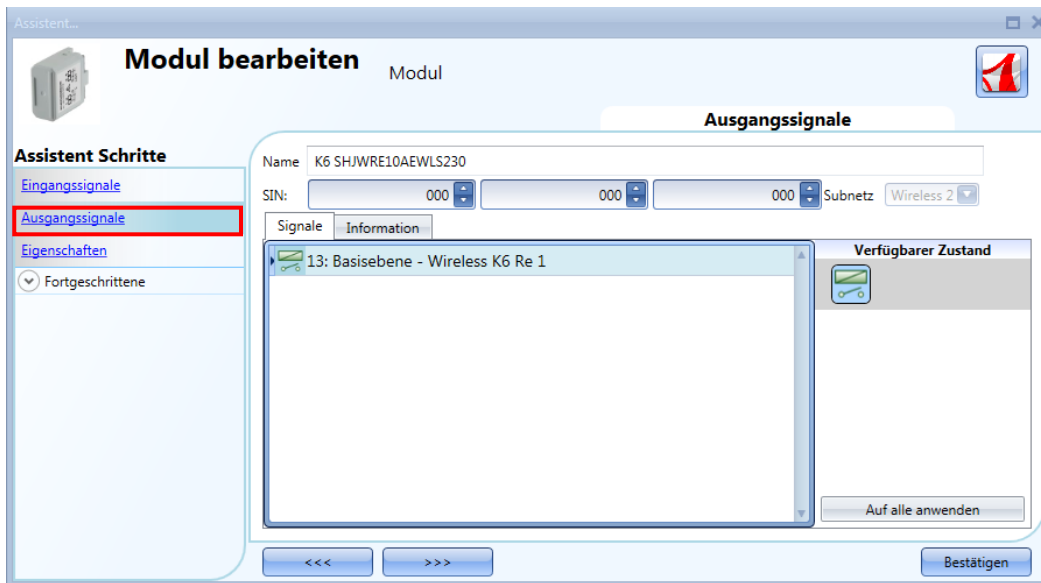 Assistent...
Modul bearbeiten
Modul
Ausgangssignale
Assistent Schritte
Eingangssignale
Ausgangssignale
Eigenschaften
Fortgeschrittene
Name K6 SHJWRE10AEWLS230
SIN: 000 000 000 Subnetz Wireless 2
Signale Information
13: Basisebene - Wireless K6 Re 1
Verfügbarer Zustand
Auf alle anwenden
<<< >>> Bestätigen